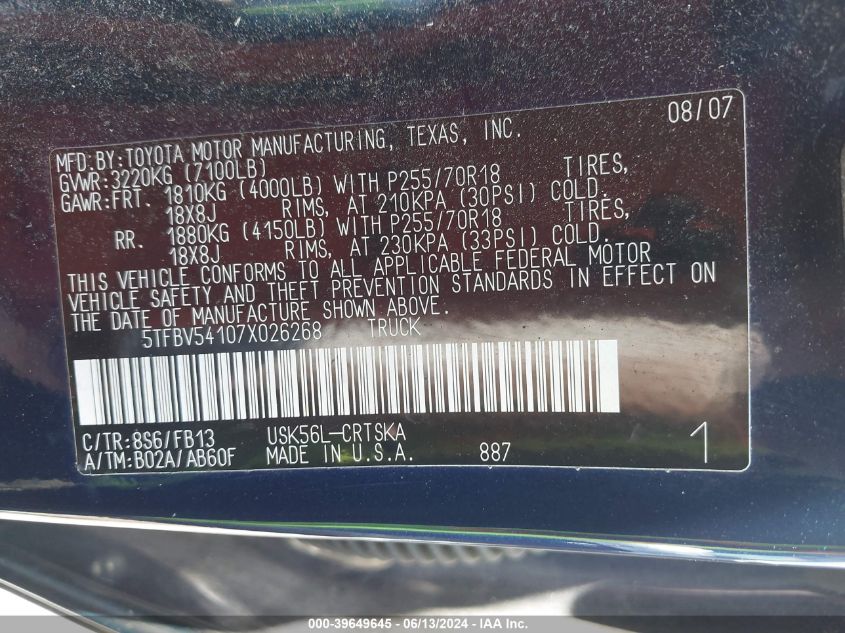 08/07
MFD.BY:TOYOTA MOTOR MANUFACTURING, TEXAS, INC.
GVWR:3220KG (7100LB)
GAWR:FRT. 1810KG (4000LB) WITH P255/70R18 TIRES,
18X8J RIMS, AT 210KPA (30PSI) COLD.
RR. 1880KG (4150LB) WITH P255/70R18 TIRES,
18X8J RIMS, AT 230KPA (33PSI) COLD.
THIS VEHICLE CONFORMS TO ALL APPLICABLE FEDERAL MOTOR
VEHICLE SAFETY AND THEFT PREVENTION STANDARDS IN EFFECT ON
THE DATE OF MANUFACTURE SHOWN ABOVE.
5TFBV54107X026268 TRUCK
C/TR:8S6/FB13 USK56L-CRTSKA
A/TM:B02A/AB60F MADE IN U.S.A. 887 1
000-39649645 - 06/13/2024 - IAA Inc.